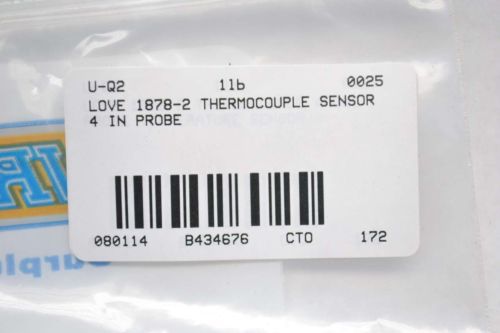 U-Q2 11b 0025
LOVE 1878-2 THERMOCOUPLE SENSOR
4 IN PROBE
080114 B434676 CTO 172